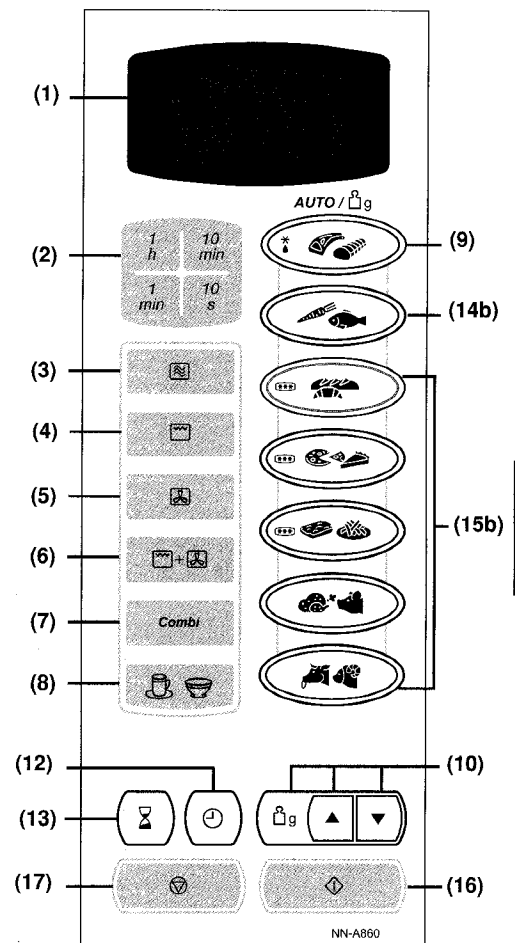 (1)
AUTO / g
(2)
1 h
10 min
1 min
10 s
(9)
(14b)
(3)
(4)
(5)
(6)
+
(15b)
(7)
Combi
(8)
(12)
(10)
(13)
g
(17)
(16)
NN-A860